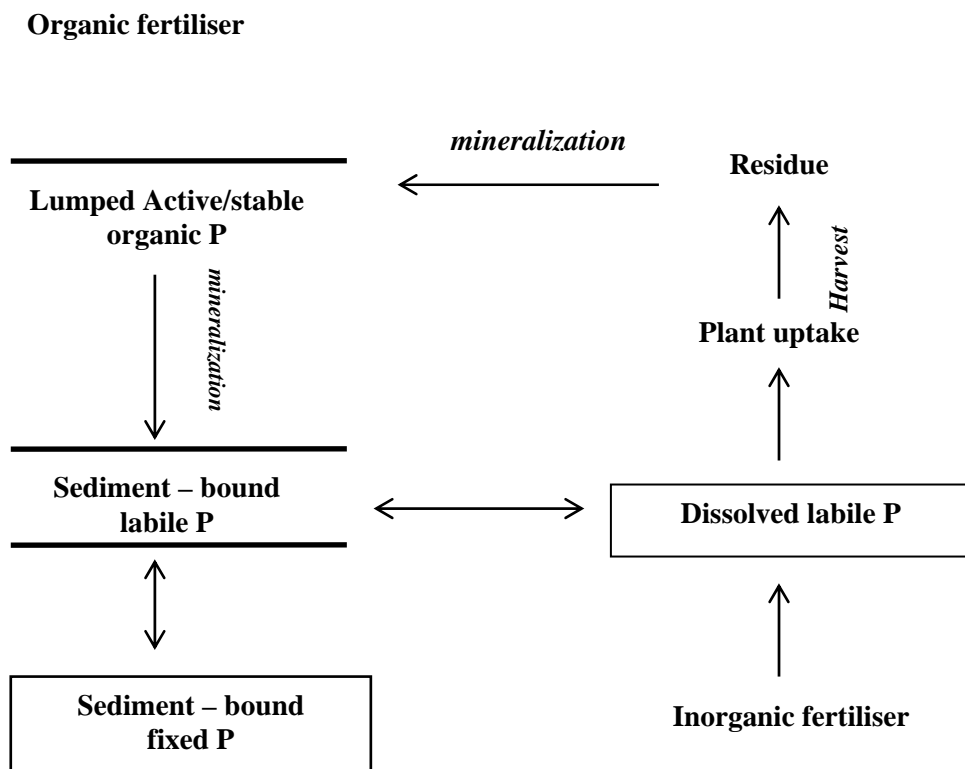 Organic fertiliser
mineralization
Residue
Lumped Active/stable
organic P
mineralization
Harvest
Plant uptake
Sediment – bound
labile P
Dissolved labile P
Sediment – bound
fixed P
Inorganic fertiliser